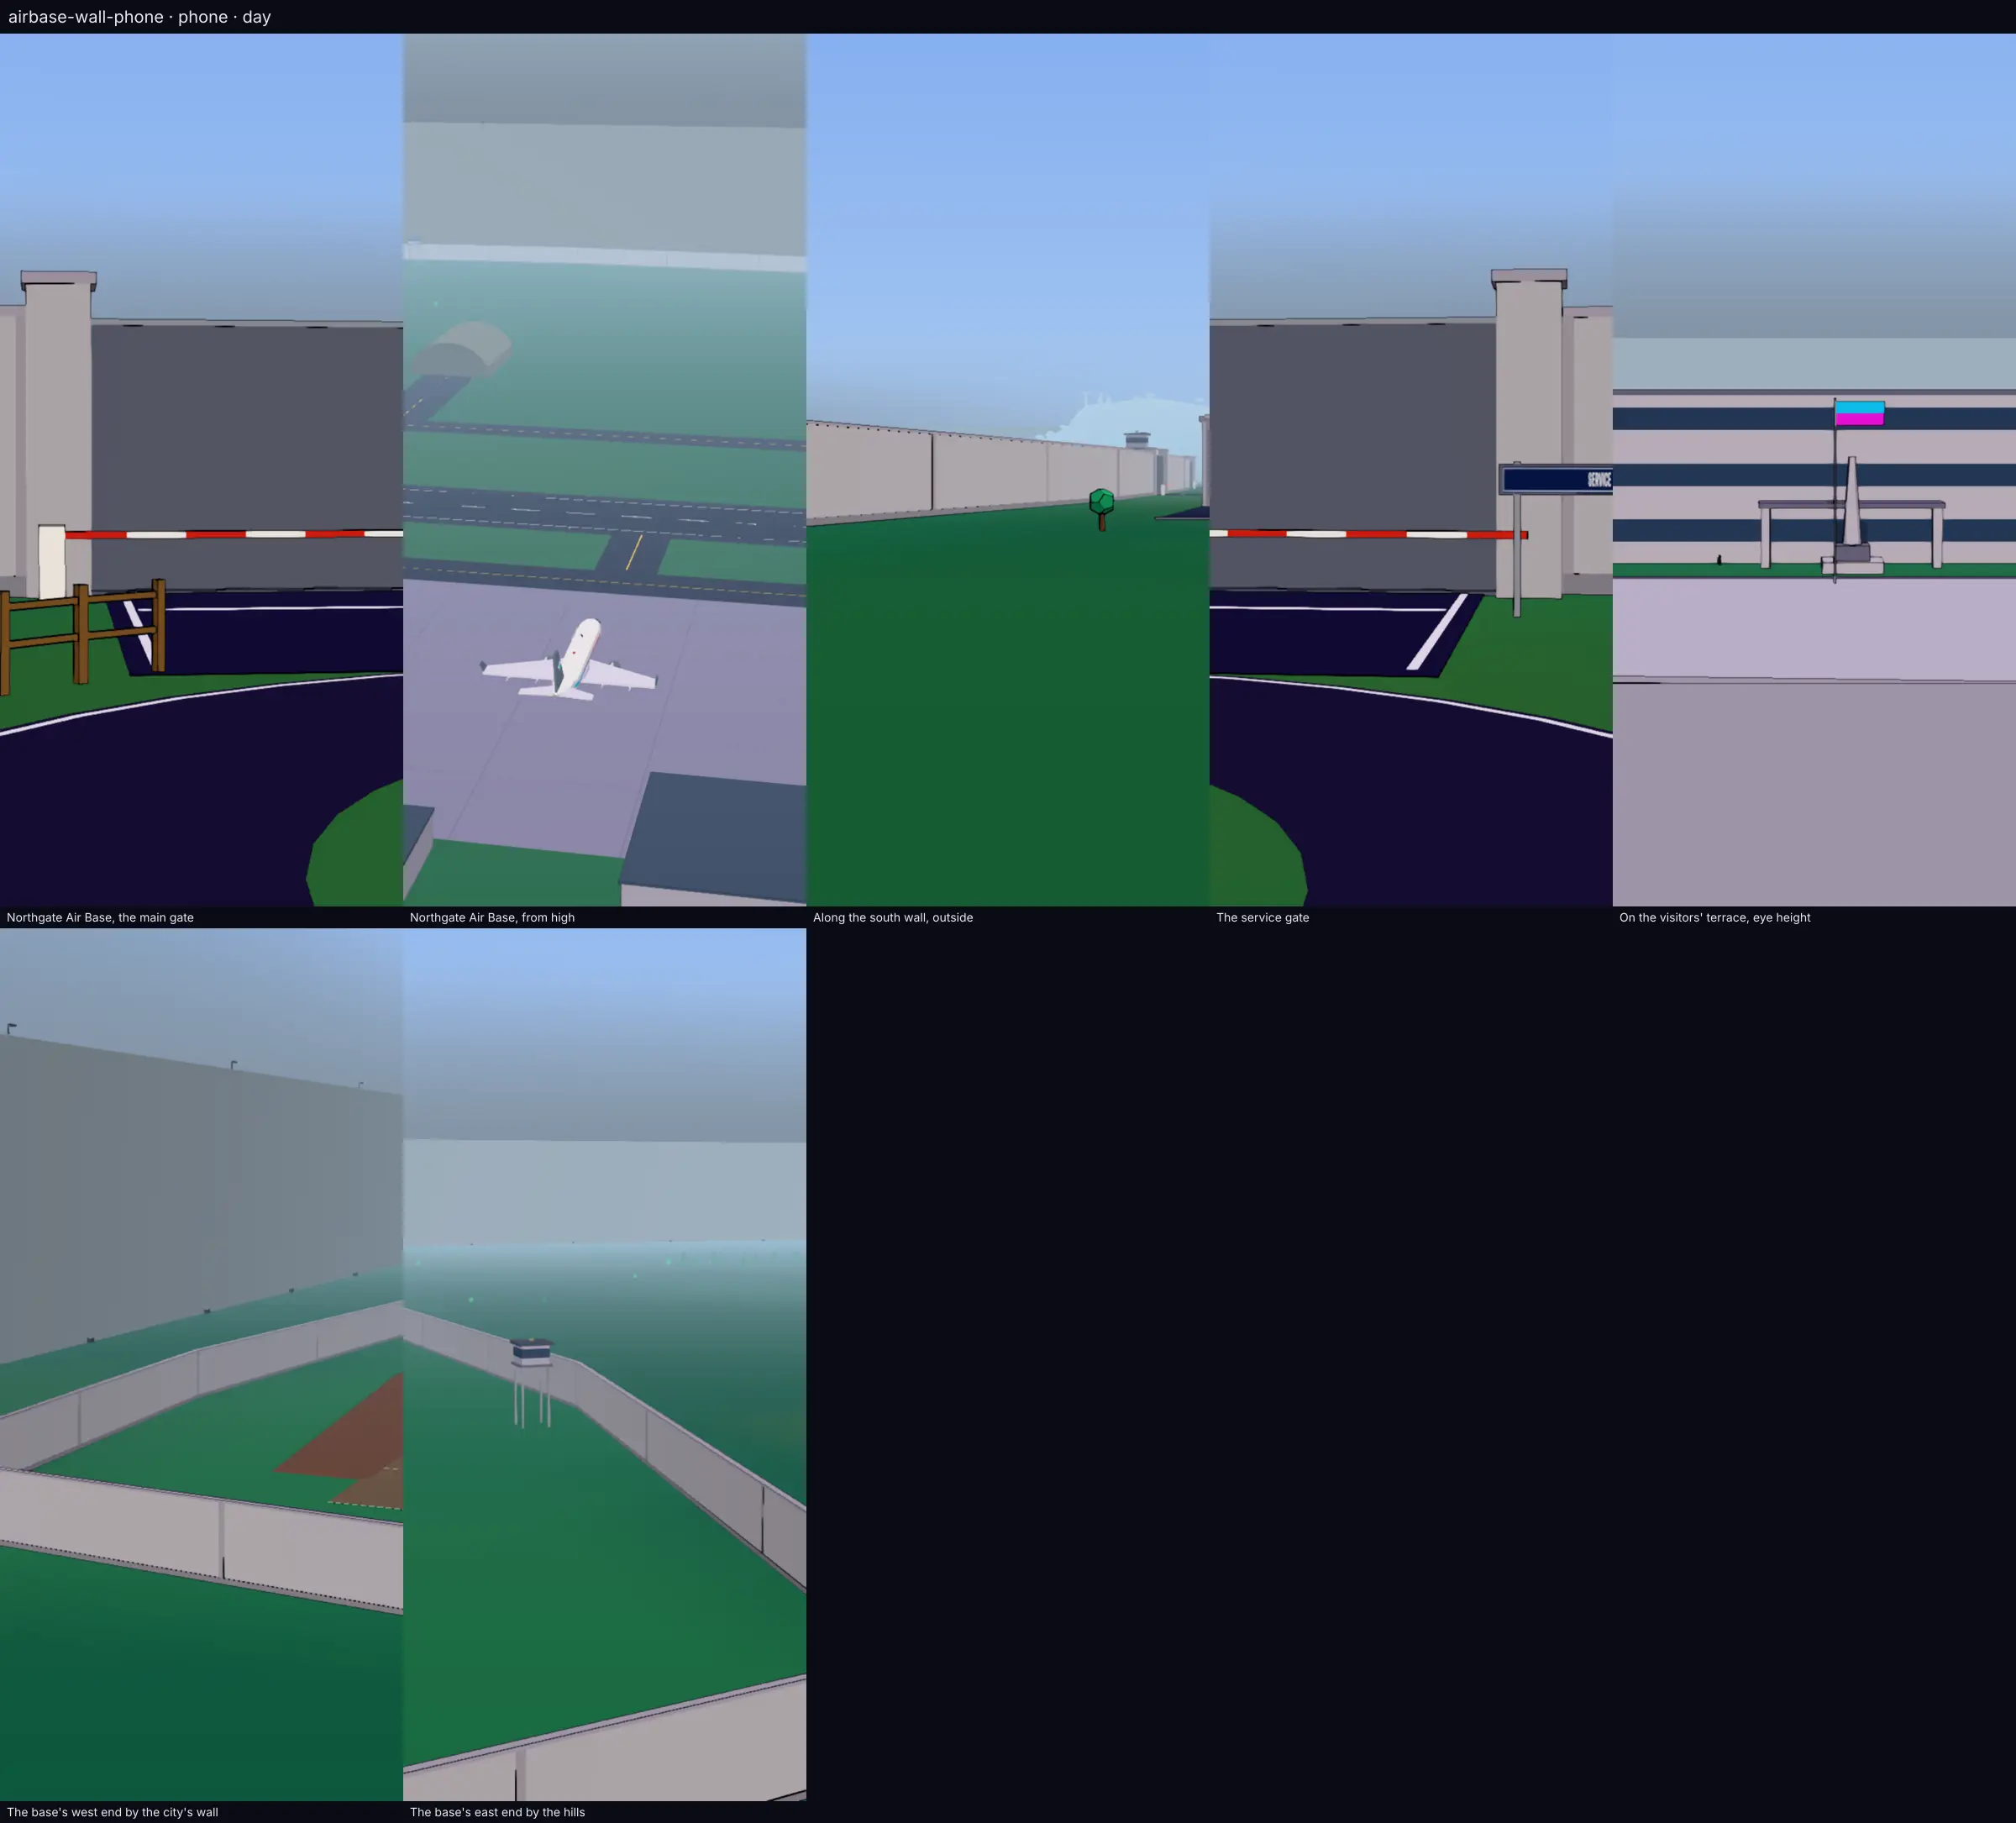 airbase-wall-phone · phone · day
SERVICE
Northgate Air Base, the main gate
Northgate Air Base, from high
Along the south wall, outside
The service gate
On the visitors' terrace, eye height
The base's west end by the city's wall
The base's east end by the hills